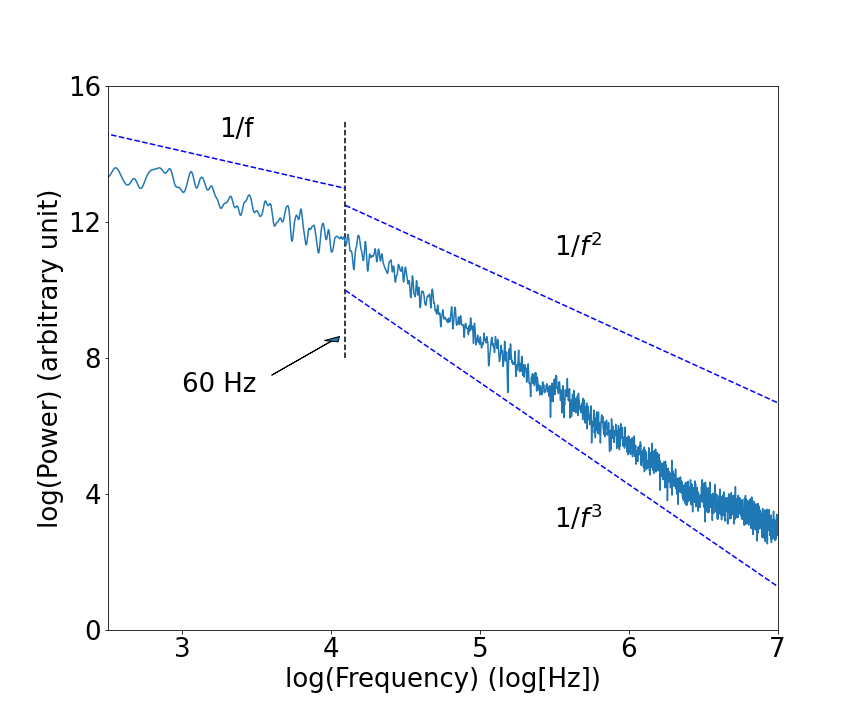 16
1/f
12
1/f²
8
60 Hz
4
1/f³
0
3 4 5 6 7
log(Frequency) (log[Hz])
log(Power) (arbitrary unit)